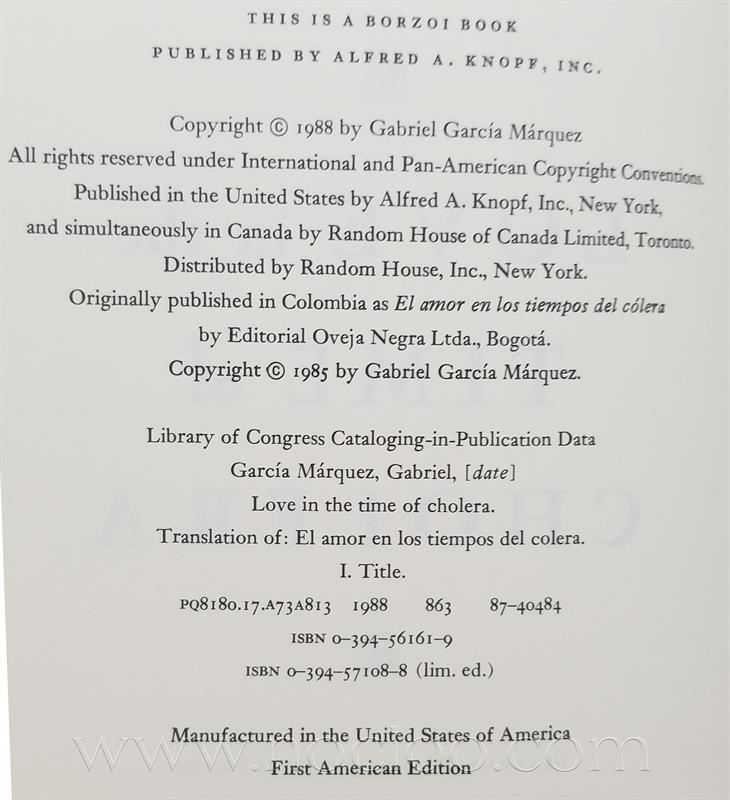 THIS IS A BORZOI BOOK
PUBLISHED BY ALFRED A. KNOPF, INC.
Copyright © 1988 by Gabriel García Márquez
All rights reserved under International and Pan-American Copyright Conventions.
Published in the United States by Alfred A. Knopf, Inc., New York,
and simultaneously in Canada by Random House of Canada Limited, Toronto.
Distributed by Random House, Inc., New York.
Originally published in Colombia as El amor en los tiempos del cólera
by Editorial Oveja Negra Ltda., Bogotá.
Copyright © 1985 by Gabriel García Márquez.
Library of Congress Cataloging-in-Publication Data
García Márquez, Gabriel, [date]
Love in the time of cholera.
Translation of: El amor en los tiempos del colera.
I. Title.
PQ8180.17.A73A813 1988 863 87-40484
ISBN 0-394-56161-9
ISBN 0-394-57108-8 (lim. ed.)
Manufactured in the United States of America
www.nocloo.com
First American Edition